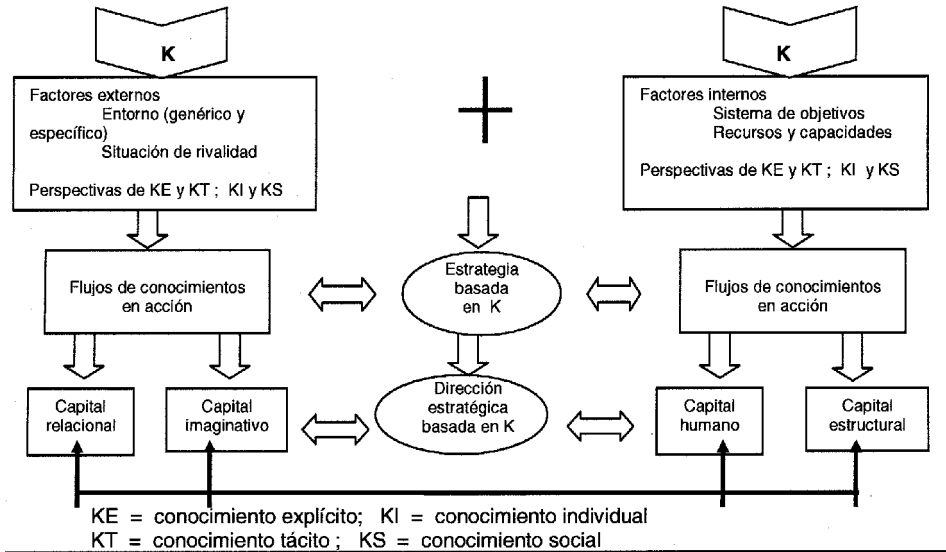 K
K
Factores externos
Entorno (genérico y
específico)
Situación de rivalidad
Perspectivas de KE y KT ; KI y KS
Factores internos
Sistema de objetivos
Recursos y capacidades
Perspectivas de KE y KT ; KI y KS
Flujos de conocimientos
en acción
Estrategia
basada
en K
Flujos de conocimientos
en acción
Capital
relacional
Capital
imaginativo
Dirección
estratégica
basada en K
Capital
humano
Capital
estructural
KE = conocimiento explícito; KI = conocimiento individual
KT = conocimiento tácito ; KS = conocimiento social